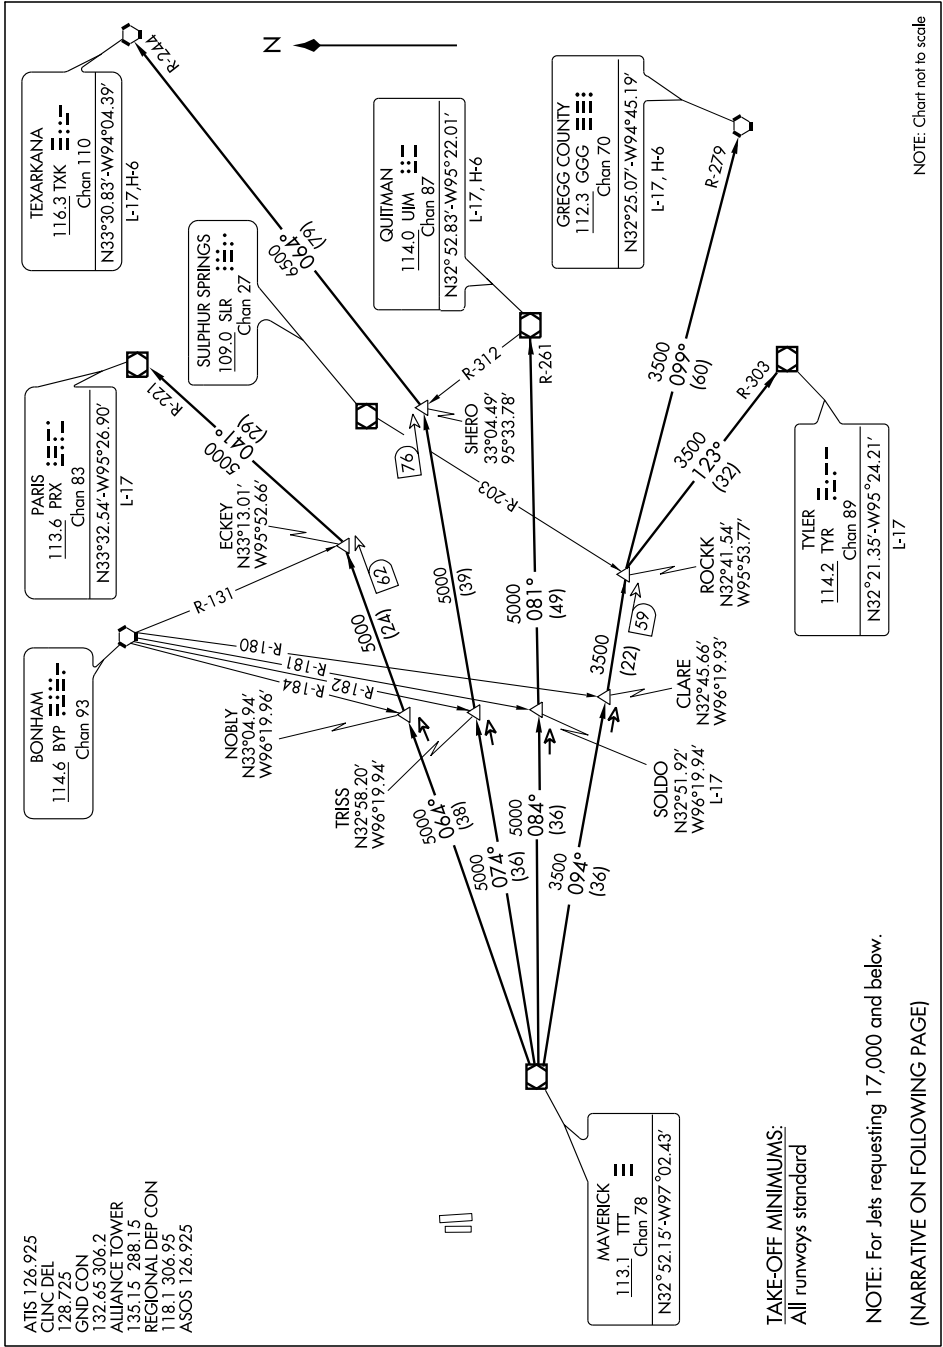 ATIS 126.925
CLNC DEL
128.725
GND CON
132.65 306.2
ALLIANCE TOWER
135.15 288.15
REGIONAL DEP CON
118.1 306.95
ASOS 126.925
BONHAM
114.6 BYP
Chan 93
PARIS
113.6 PRX
Chan 83
N33°32.54′-W95°26.90′
L-17
TEXARKANA
116.3 TXK
Chan 110
N33°30.83′-W94°04.39′
L-17,H-6
SULPHUR SPRINGS
109.0 SLR
Chan 27
QUITMAN
114.0 UIM
Chan 87
N32°52.83′-W95°22.01′
L-17, H-6
GREGG COUNTY
112.3 GGG
Chan 70
N32°25.07′-W94°45.19′
L-17, H-6
TYLER
114.2 TYR
Chan 89
N32°21.35′-W95°24.21′
L-17
MAVERICK
113.1 TTT
Chan 78
N32°52.15′-W97°02.43′
N
R-244
6500
064°
(79)
R-221
5000
041°
(29)
ECKEY
N33°13.01′
W95°52.66′
R-131
62
5000
(24)
R-184
R-182
R-181
R-180
NOBLY
N33°04.94′
W96°19.96′
5000
064°
(38)
TRISS
N32°58.20′
W96°19.94′
5000
074°
(36)
5000
(39)
76
SHERO
33°04.49′
95°33.78′
R-312
R-261
5000
084°
(36)
5000
081°
(49)
SOLDO
N32°51.92′
W96°19.94′
L-17
3500
094°
(36)
CLARE
N32°45.66′
W96°19.93′
3500
(22)
59
R-203
ROCKK
N32°41.54′
W95°53.77′
3500
099°
(60)
R-279
3500
123°
(32)
R-303
TAKE-OFF MINIMUMS:
All runways standard
NOTE: For Jets requesting 17,000 and below.
(NARRATIVE ON FOLLOWING PAGE)
NOTE: Chart not to scale